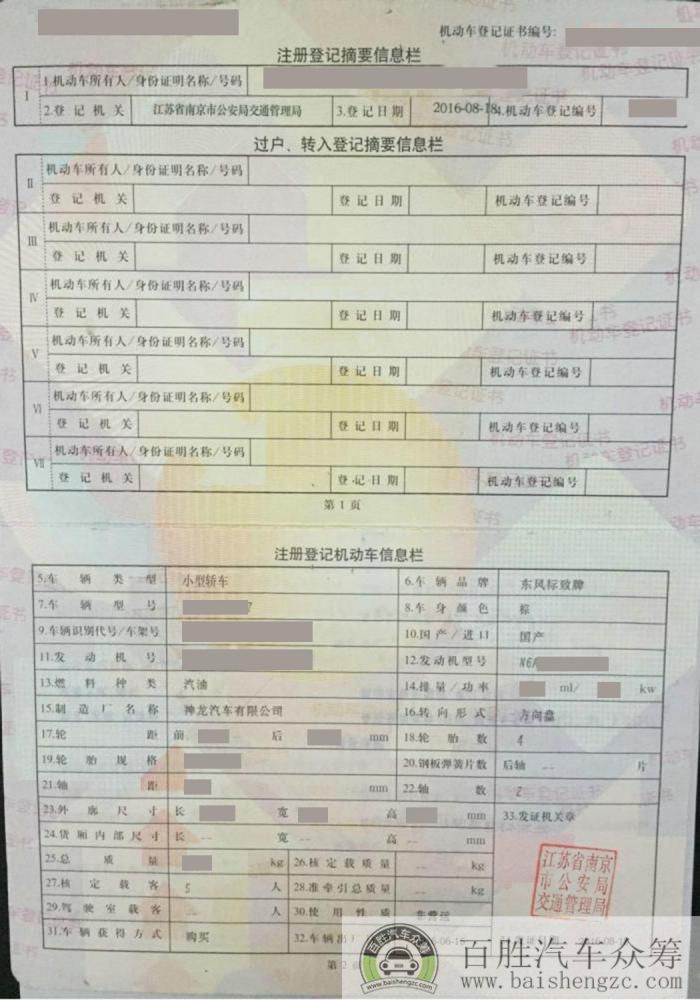 机动车登记证书编号:
注册登记摘要信息栏
I 1.机动车所有人/身份证明名称/号码
2.登记机关 江苏省南京市公安局交通管理局 3.登记日期 2016-08-18 4.机动车登记编号
过户、转入登记摘要信息栏
II 机动车所有人/身份证明名称/号码
登记机关 登记日期 机动车登记编号
III 机动车所有人/身份证明名称/号码
登记机关 登记日期 机动车登记编号
IV 机动车所有人/身份证明名称/号码
登记机关 登记日期 机动车登记编号
V 机动车所有人/身份证明名称/号码
登记机关 登记日期 机动车登记编号
VI 机动车所有人/身份证明名称/号码
登记机关 登记日期 机动车登记编号
VII 机动车所有人/身份证明名称/号码
登记机关 登记日期 机动车登记编号
第1页
注册登记机动车信息栏
5.车辆类型 小型轿车 6.车辆品牌 东风标致牌
7.车辆型号 7 8.车身颜色 棕
9.车辆识别代号/车架号 10.国产/进口 国产
11.发动机号 12.发动机型号 N6
13.燃料种类 汽油 14.排量/功率 ml/ kw
15.制造厂名称 神龙汽车有限公司 16.转向形式 方向盘
17.轮距 前 后 mm 18.轮胎数 4
19.轮胎规格 20.钢板弹簧片数 后轴 -- 片
21.轴距 mm 22.轴数 2
23.外廓尺寸 长 宽 高 mm 33.发证机关章
24.货厢内部尺寸 长 -- 宽 -- 高 -- mm
25.总质量 kg 26.核定载质量 -- kg
27.核定载客 5 人 28.准牵引总质量 -- kg
29.驾驶室载客 -- 人 30.使用性质 非营运
31.车辆获得方式 购买 32.车辆出
江苏省南京
市公安局
交通管理局
第2页
百胜汽车众筹
BAISHENGZC.COM
百胜汽车众筹
www.baishengzc.com